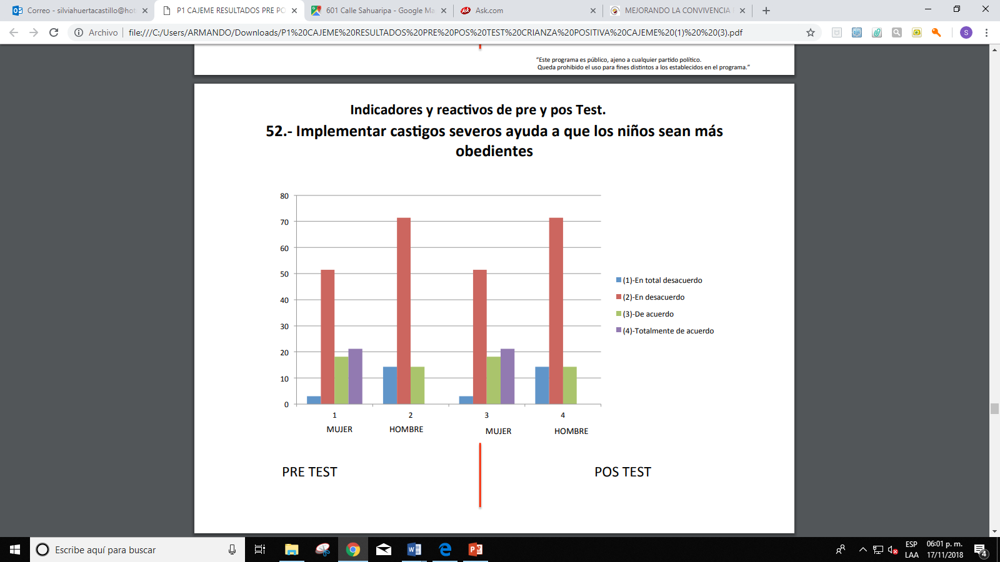 Correo - silviahuertacastillo@hot
P1 CAJEME RESULTADOS PRE PO
601 Calle Sahuaripa - Google Ma
Ask.com
MEJORANDO LA CONVIVENCIA
Archivo
file:///C:/Users/ARMANDO/Downloads/P1%20CAJEME%20RESULTADOS%20PRE%20POS%20TEST%20CRIANZA%20POSITIVA%20CAJEME%20(1)%20%20(3).pdf
S
"Este programa es público, ajeno a cualquier partido político.
Queda prohibido el uso para fines distintos a los establecidos en el programa."
Indicadores y reactivos de pre y pos Test.
52.- Implementar castigos severos ayuda a que los niños sean más
obedientes
80
70
60
50
40
30
20
10
0
(1)-En total desacuerdo
(2)-En desacuerdo
(3)-De acuerdo
(4)-Totalmente de acuerdo
1 2 3 4
MUJER HOMBRE MUJER HOMBRE
PRE TEST POS TEST
Escribe aquí para buscar
ESP
LAA
06:01 p. m.
17/11/2018
4